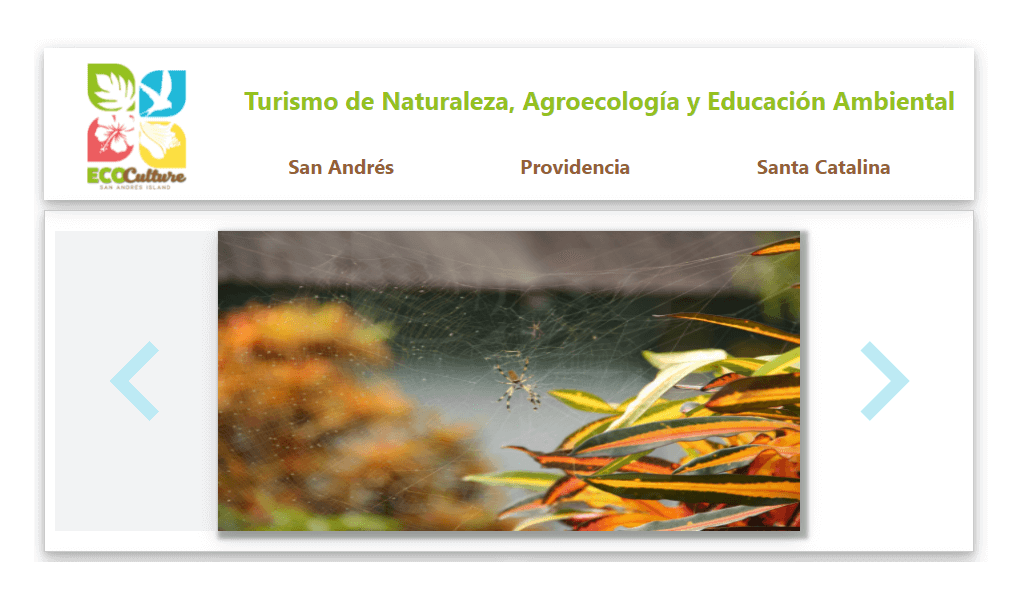 Turismo de Naturaleza, Agroecología y Educación Ambiental
ECOCulture
SAN ANDRÉS ISLAND
San Andrés Providencia Santa Catalina